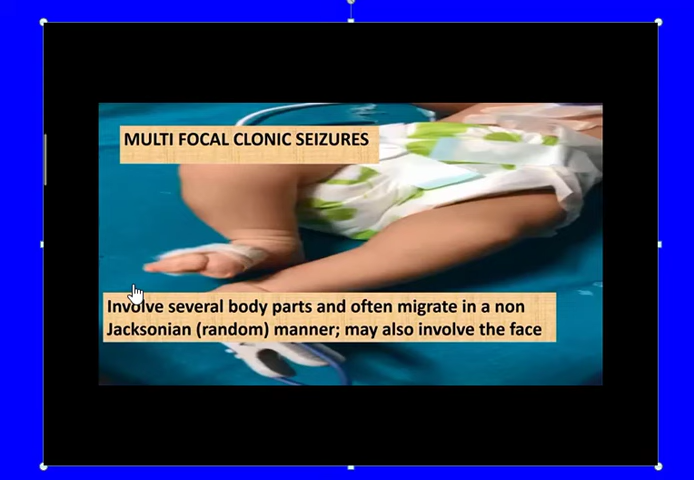 MULTI FOCAL CLONIC SEIZURES
Involve several body parts and often migrate in a non
Jacksonian (random) manner; may also involve the face